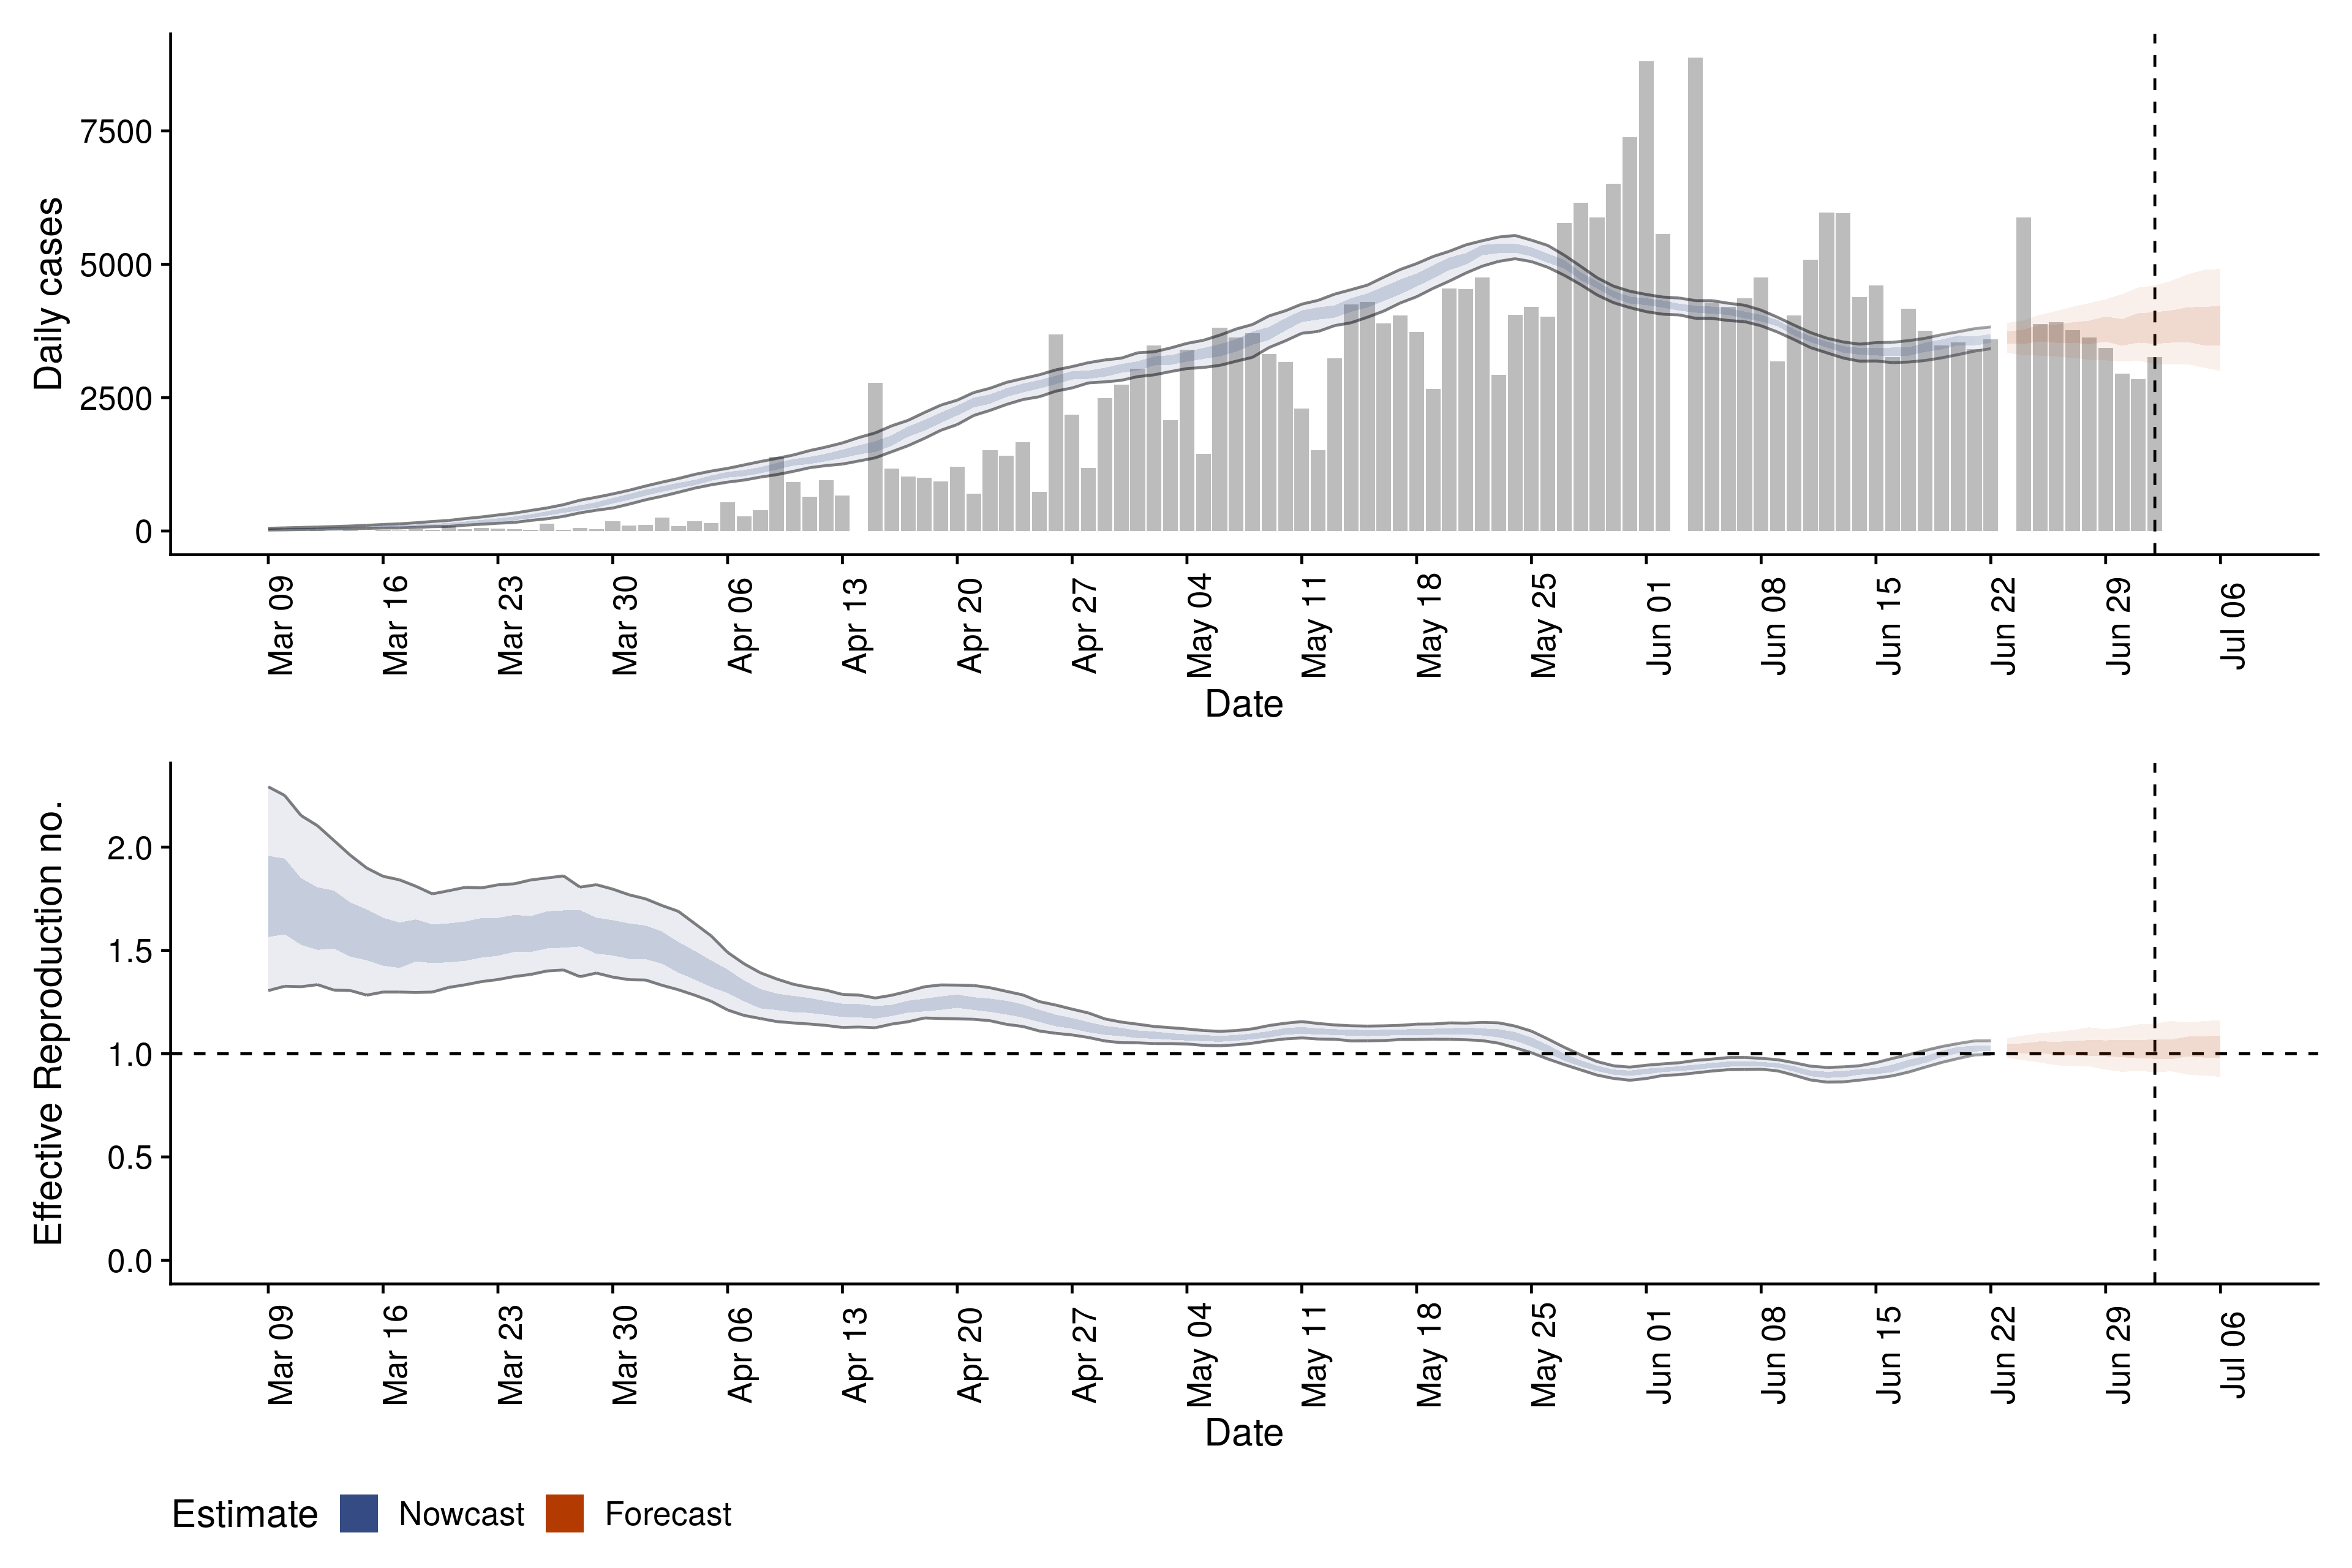 Daily cases
7500
5000
2500
0
Mar 09
Mar 16
Mar 23
Mar 30
Apr 06
Apr 13
Apr 20
Apr 27
May 04
May 11
May 18
May 25
Jun 01
Jun 08
Jun 15
Jun 22
Jun 29
Jul 06
Date
Effective Reproduction no.
2.0
1.5
1.0
0.5
0.0
Mar 09
Mar 16
Mar 23
Mar 30
Apr 06
Apr 13
Apr 20
Apr 27
May 04
May 11
May 18
May 25
Jun 01
Jun 08
Jun 15
Jun 22
Jun 29
Jul 06
Date
Estimate Nowcast Forecast